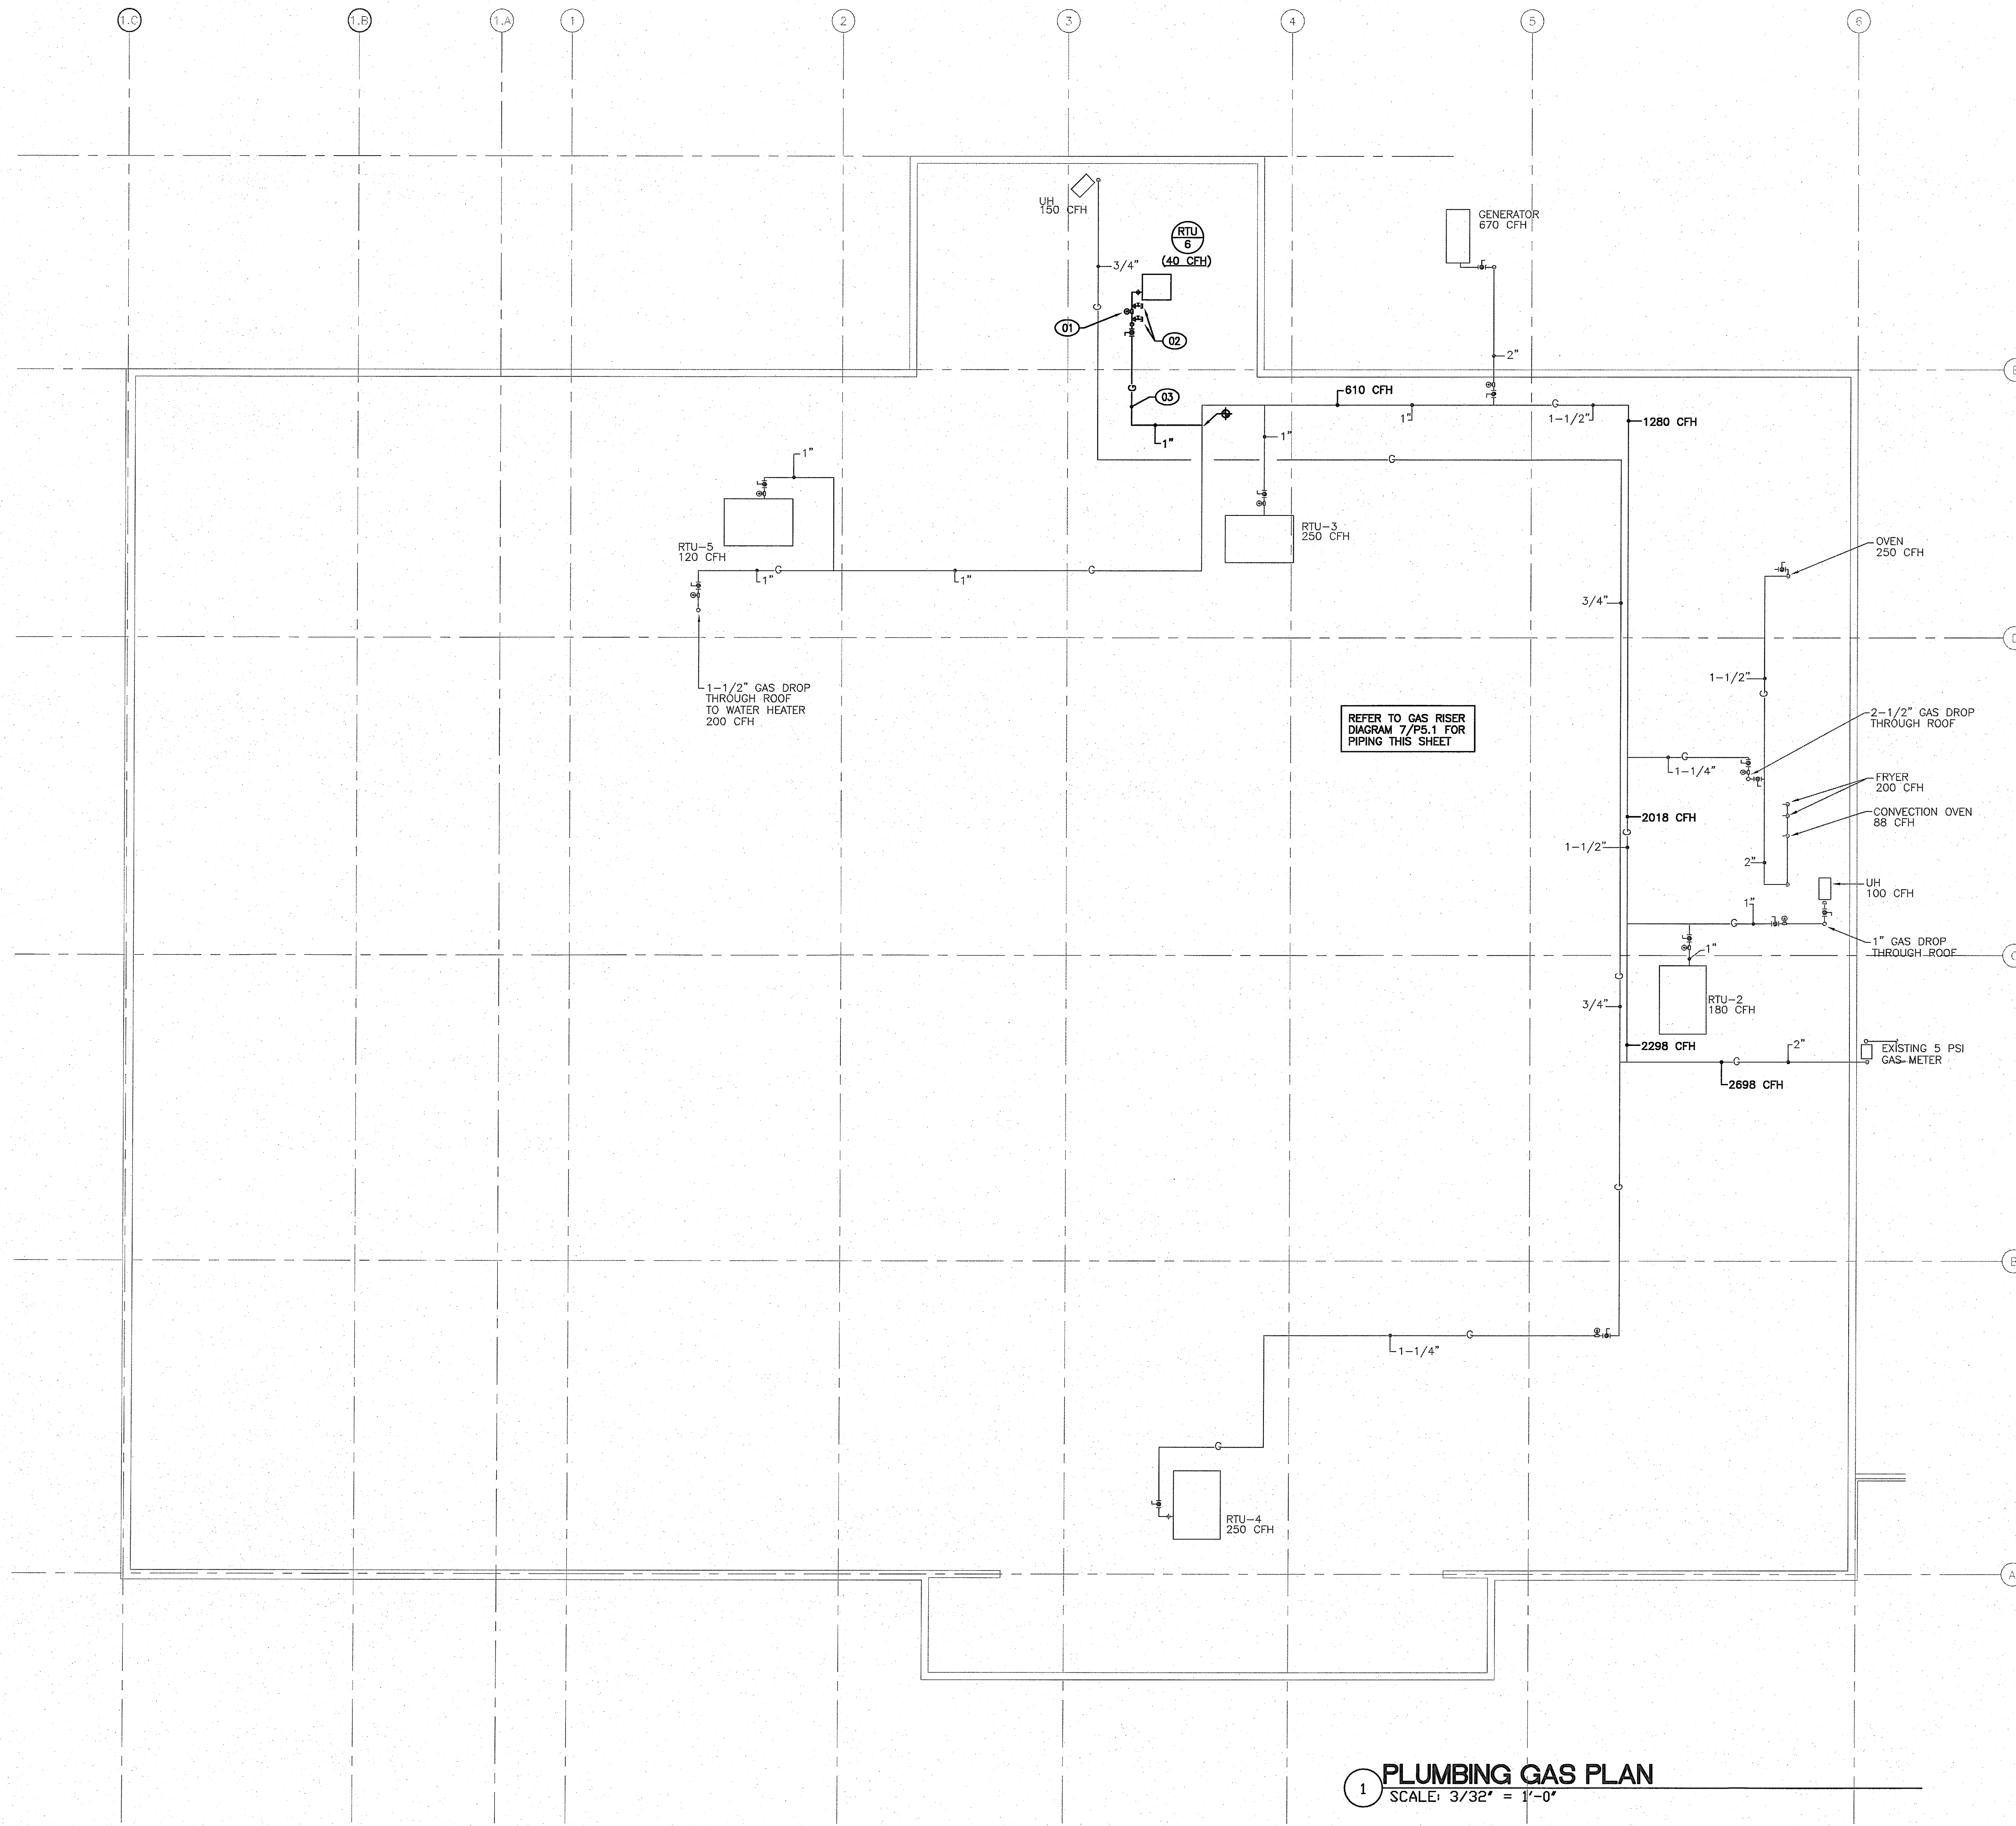 1.C
1.B
1.A
1
2
3
4
5
6
UH
150 CFH
RTU
6
(40 CFH)
GENERATOR
670 CFH
3/4"
G
01
02
2"
G
03
610 CFH
1"
G
1-1/2"
1280 CFH
1"
1"
G
1"
RTU-5
120 CFH
RTU-3
250 CFH
OVEN
250 CFH
1"
G
1"
G
3/4"
1-1/2" GAS DROP
THROUGH ROOF
TO WATER HEATER
200 CFH
1-1/2"
G
REFER TO GAS RISER
DIAGRAM 7/P5.1 FOR
PIPING THIS SHEET
2-1/2" GAS DROP
THROUGH ROOF
G
1-1/4"
FRYER
200 CFH
2018 CFH
CONVECTION OVEN
88 CFH
G
1-1/2"
2"
UH
100 CFH
1"
G
1" GAS DROP
THROUGH ROOF
1"
G
3/4"
RTU-2
180 CFH
2298 CFH
2"
EXISTING 5 PSI
GAS METER
G
2698 CFH
G
B
G
1-1/4"
G
RTU-4
250 CFH
A
1
PLUMBING GAS PLAN
SCALE: 3/32" = 1'-0"